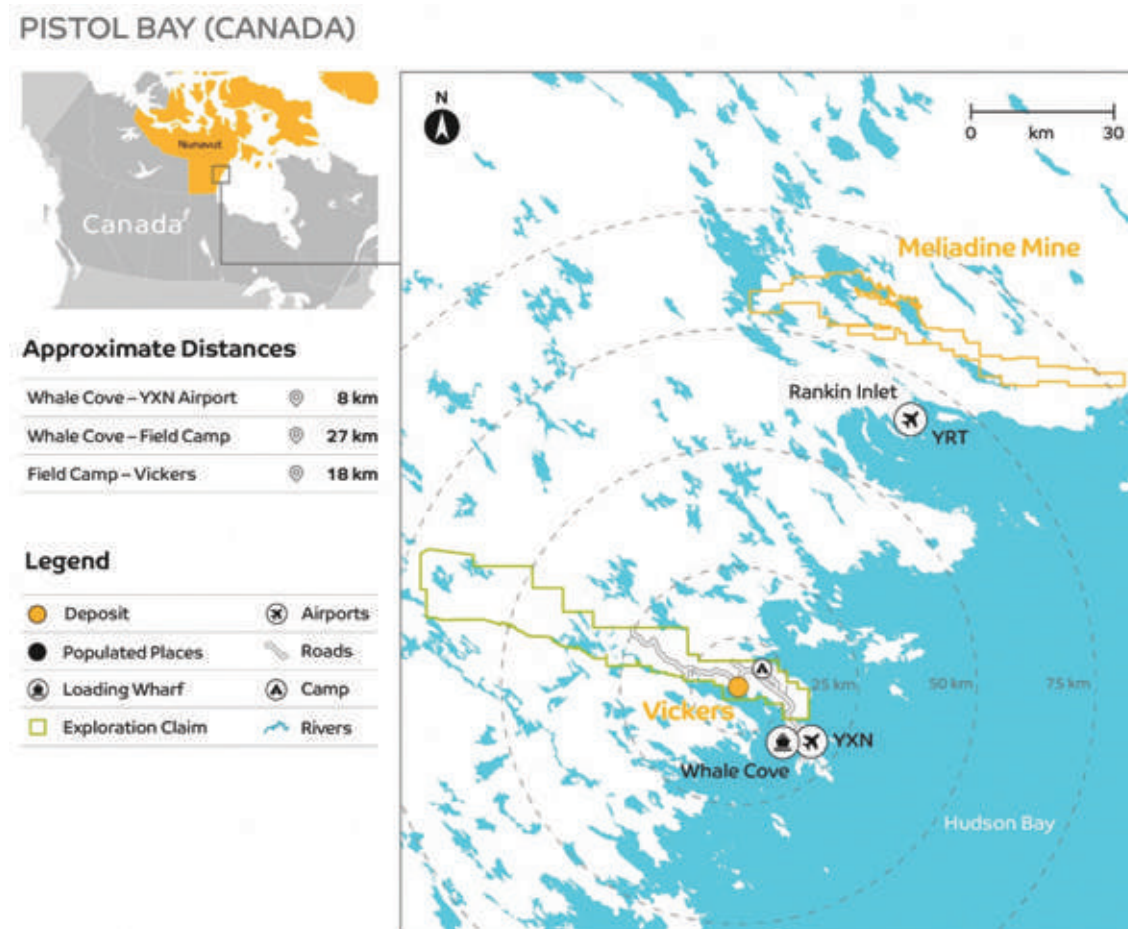 PISTOL BAY (CANADA)
Nunavut
Canada
Approximate Distances
Whale Cove – YXN Airport 8 km
Whale Cove – Field Camp 27 km
Field Camp – Vickers 18 km
Legend
Deposit Airports
Populated Places Roads
Loading Wharf Camp
Exploration Claim Rivers
N
0 km 30
Meliadine Mine
Rankin Inlet
YRT
25 km 50 km 75 km
Vickers
YXN
Whale Cove
Hudson Bay